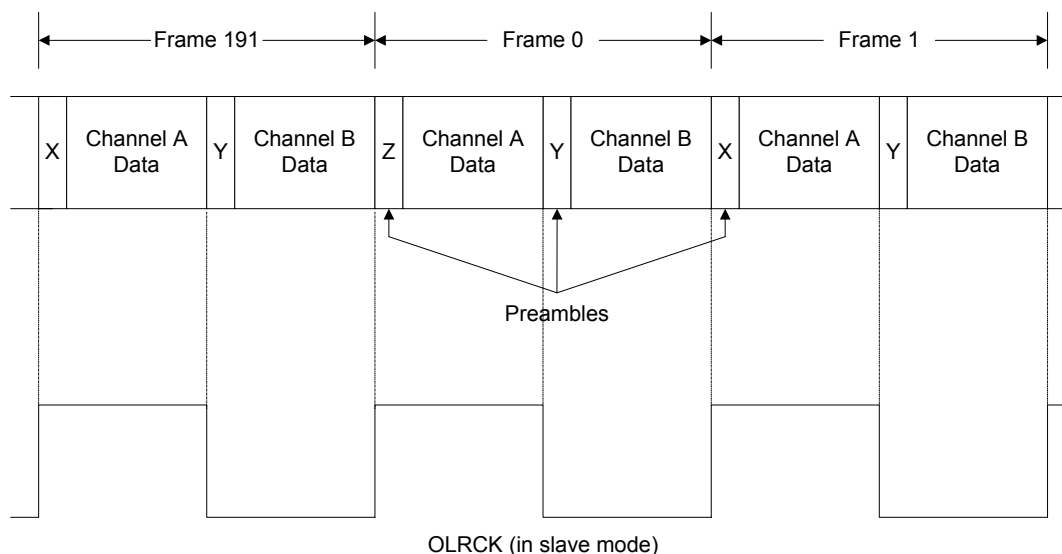 Frame 191 Frame 0 Frame 1
X Channel A Data Y Channel B Data Z Channel A Data Y Channel B Data X Channel A Data Y Channel B Data
Preambles
OLRCK (in slave mode)